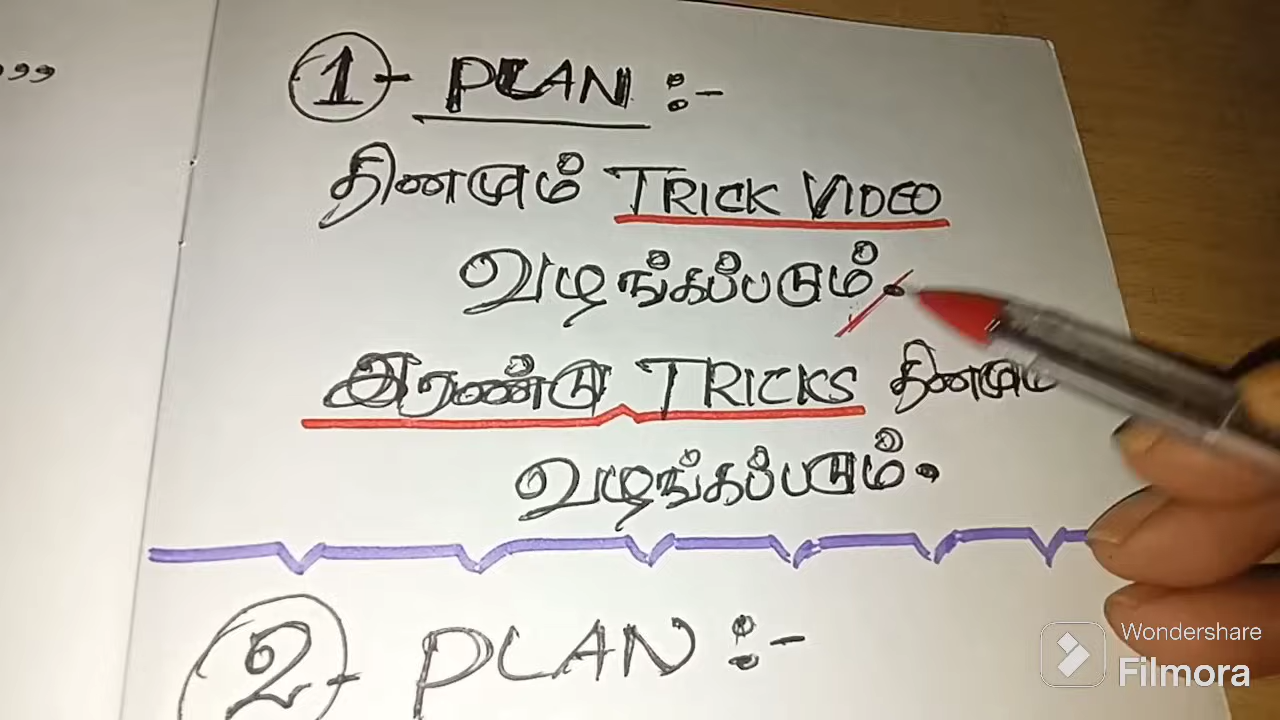 ”
1- PLAN :-
தினமும் TRICK VIDEO
வழங்கப்படும்.
இரண்டு TRICKS தினமும்
வழங்கப்படும்.
2- PLAN :-
Wondershare
Filmora